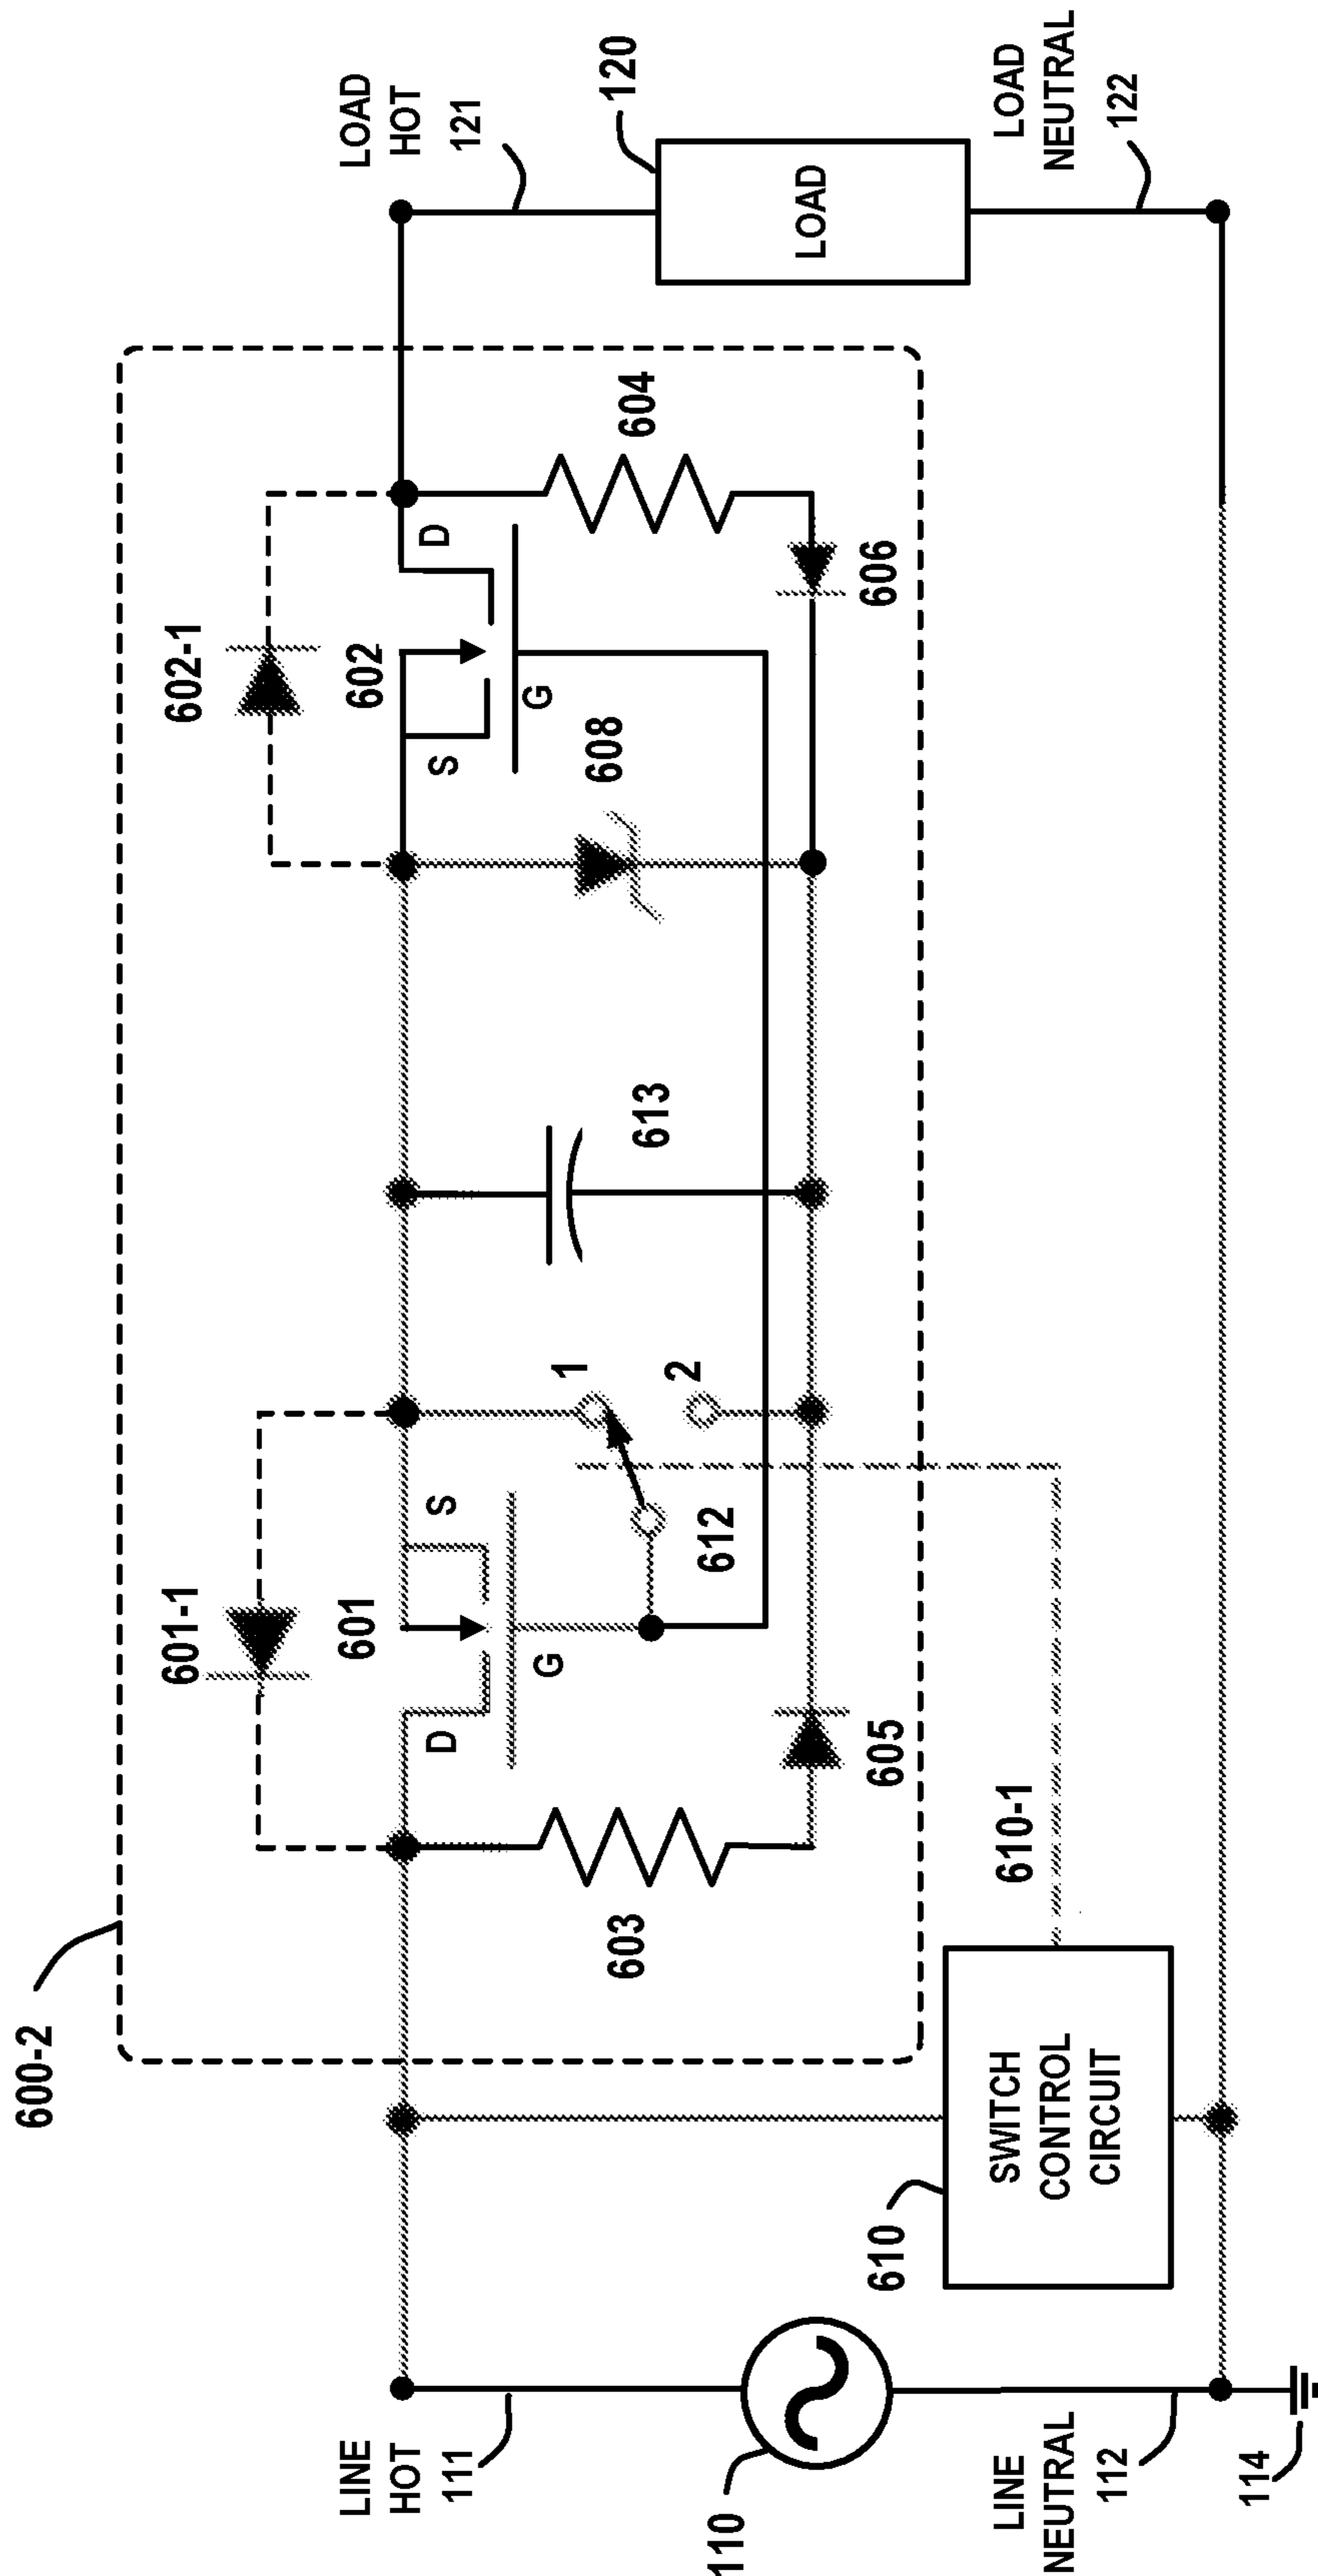 600-2
LINE
HOT
111
110
LINE
NEUTRAL
112
114
610
SWITCH
CONTROL
CIRCUIT
610-1
601-1
601
D
S
G
603
605
612
1
2
613
602-1
602
S
D
G
608
604
606
LOAD
HOT
121
120
LOAD
LOAD
NEUTRAL
122